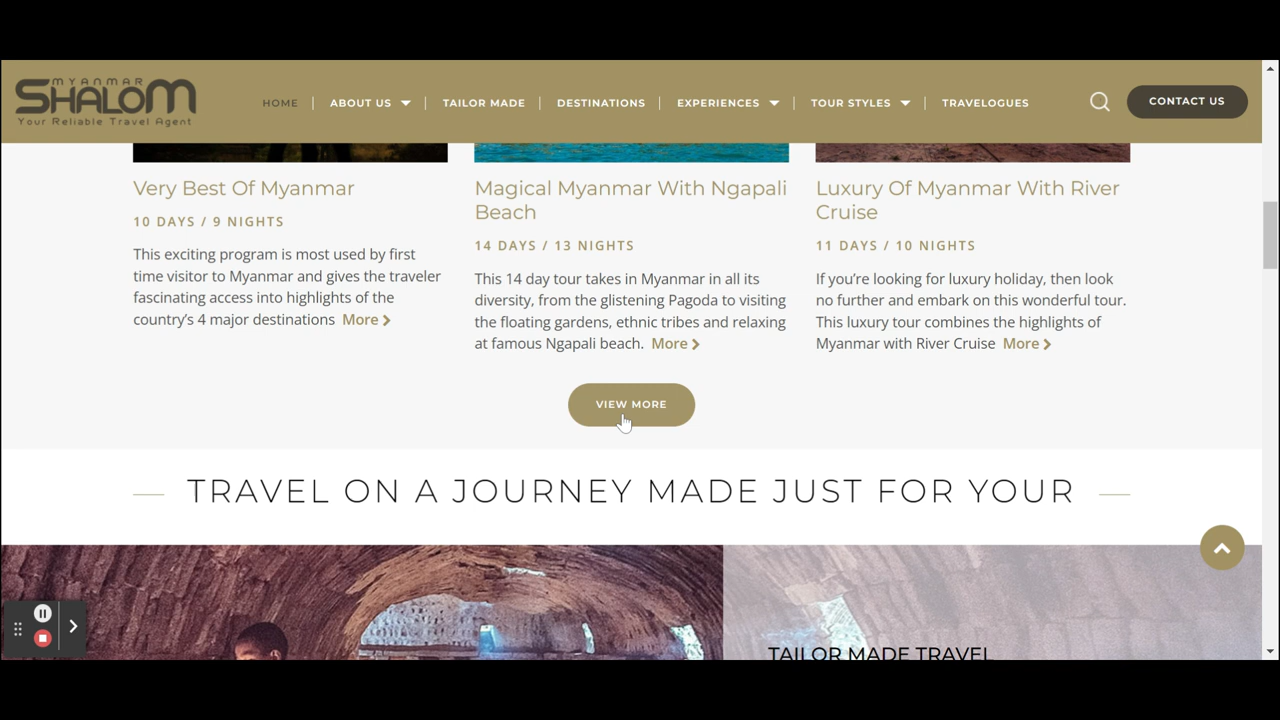 MYANMAR
SHALOM
Your Reliable Travel Agent
HOME
ABOUT US
TAILOR MADE
DESTINATIONS
EXPERIENCES
TOUR STYLES
TRAVELOGUES
CONTACT US
Very Best Of Myanmar
10 DAYS / 9 NIGHTS
This exciting program is most used by first
time visitor to Myanmar and gives the traveler
fascinating access into highlights of the
country’s 4 major destinations More
Magical Myanmar With Ngapali
Beach
14 DAYS / 13 NIGHTS
This 14 day tour takes in Myanmar in all its
diversity, from the glistening Pagoda to visiting
the floating gardens, ethnic tribes and relaxing
at famous Ngapali beach. More
Luxury Of Myanmar With River
Cruise
11 DAYS / 10 NIGHTS
If you’re looking for luxury holiday, then look
no further and embark on this wonderful tour.
This luxury tour combines the highlights of
Myanmar with River Cruise More
VIEW MORE
TRAVEL ON A JOURNEY MADE JUST FOR YOUR
TAILOR MADE TRAVEL